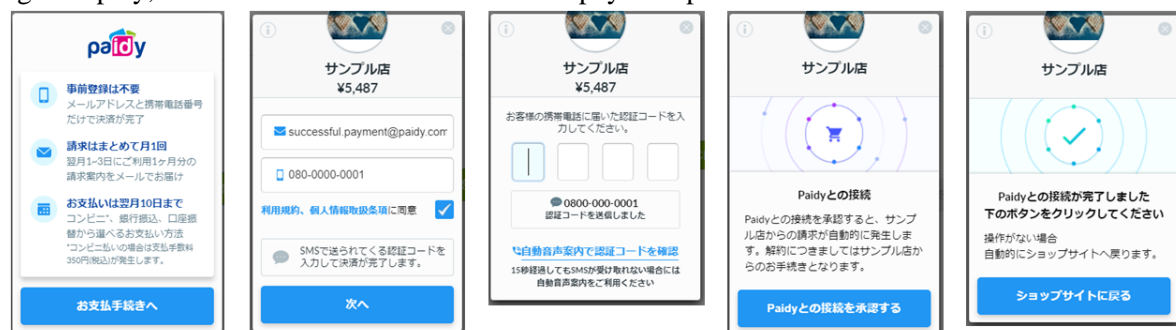 paidy
事前登録は不要
メールアドレスと携帯電話番号
だけで決済が完了
請求はまとめて月1回
翌月1~3日にご利用1ヶ月分の
請求案内をメールでお届け
お支払いは翌月10日まで
コンビニ*、銀行振込、口座振
替から選べるお支払い方法
*コンビニ払いの場合は支払手数料
350円(税込)が発生します。
お支払手続きへ
サンプル店
¥5,487
successful.payment@paidy.com
080-0000-0001
利用規約、個人情報取扱条項に同意
SMSで送られてくる認証コードを
入力して決済が完了します。
次へ
サンプル店
¥5,487
お客様の携帯電話に届いた認証コードを入
力してください。
0800-000-0001
認証コードを送信しました
自動音声案内で認証コードを確認
15秒経過してもSMSが受け取れない場合には
自動音声案内をご利用ください
サンプル店
Paidyとの接続
Paidyとの接続を承認すると、サンプ
ル店からの請求が自動的に発生しま
す。解約につきましてはサンプル店か
らのお手続きとなります。
Paidyとの接続を承認する
サンプル店
Paidyとの接続が完了しました
下のボタンをクリックしてください
操作がない場合
自動的にショップサイトへ戻ります。
ショップサイトに戻る